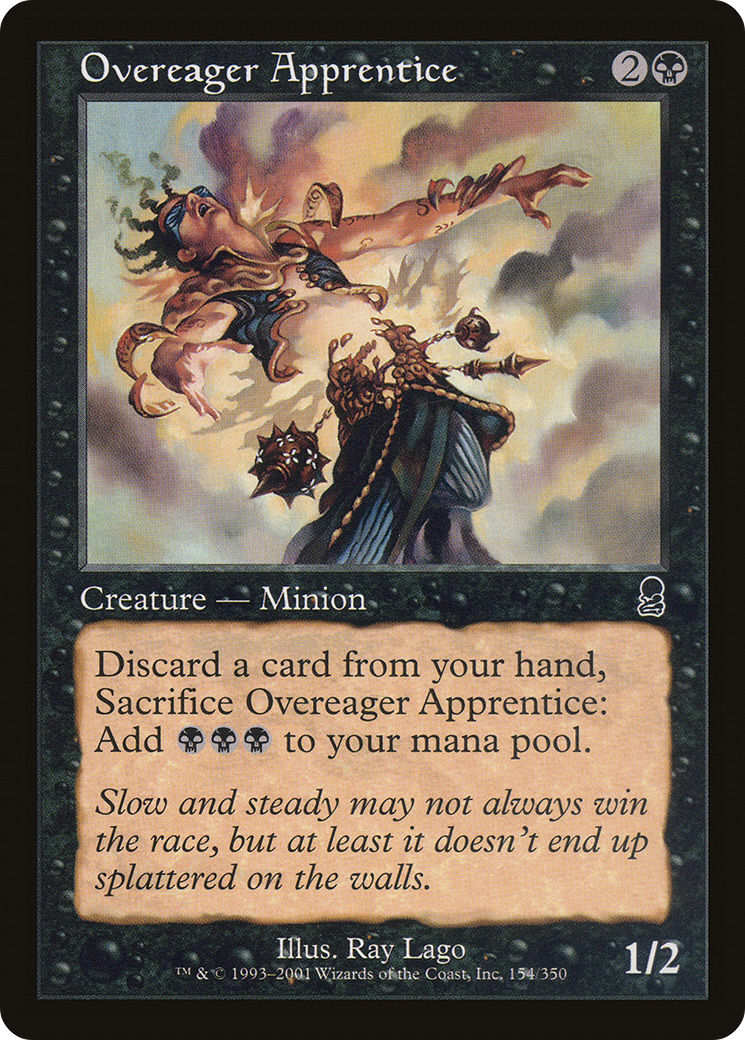 Overeager Apprentice
2
Creature — Minion
Discard a card from your hand,
Sacrifice Overeager Apprentice:
Add to your mana pool.
Slow and steady may not always win
the race, but at least it doesn't end up
splattered on the walls.
Illus. Ray Lago
™ & © 1993–2001 Wizards of the Coast, Inc. 154/350
1/2